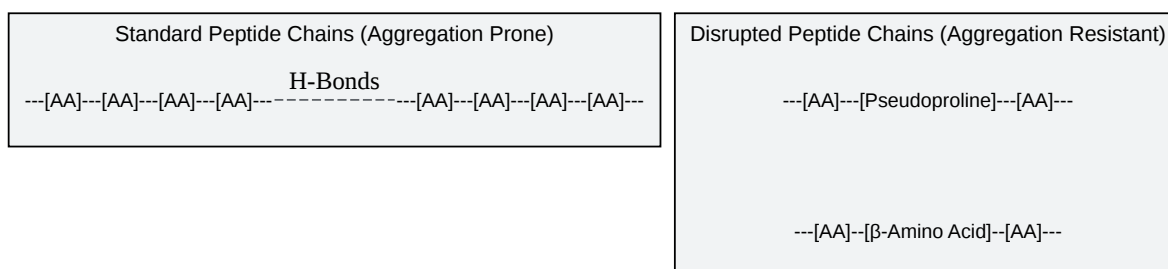 Standard Peptide Chains (Aggregation Prone)
H-Bonds
---[AA]---[AA]---[AA]---[AA]--- ---[AA]---[AA]---[AA]---[AA]---
Disrupted Peptide Chains (Aggregation Resistant)
---[AA]---[Pseudoproline]---[AA]---
---[AA]--[β-Amino Acid]--[AA]---